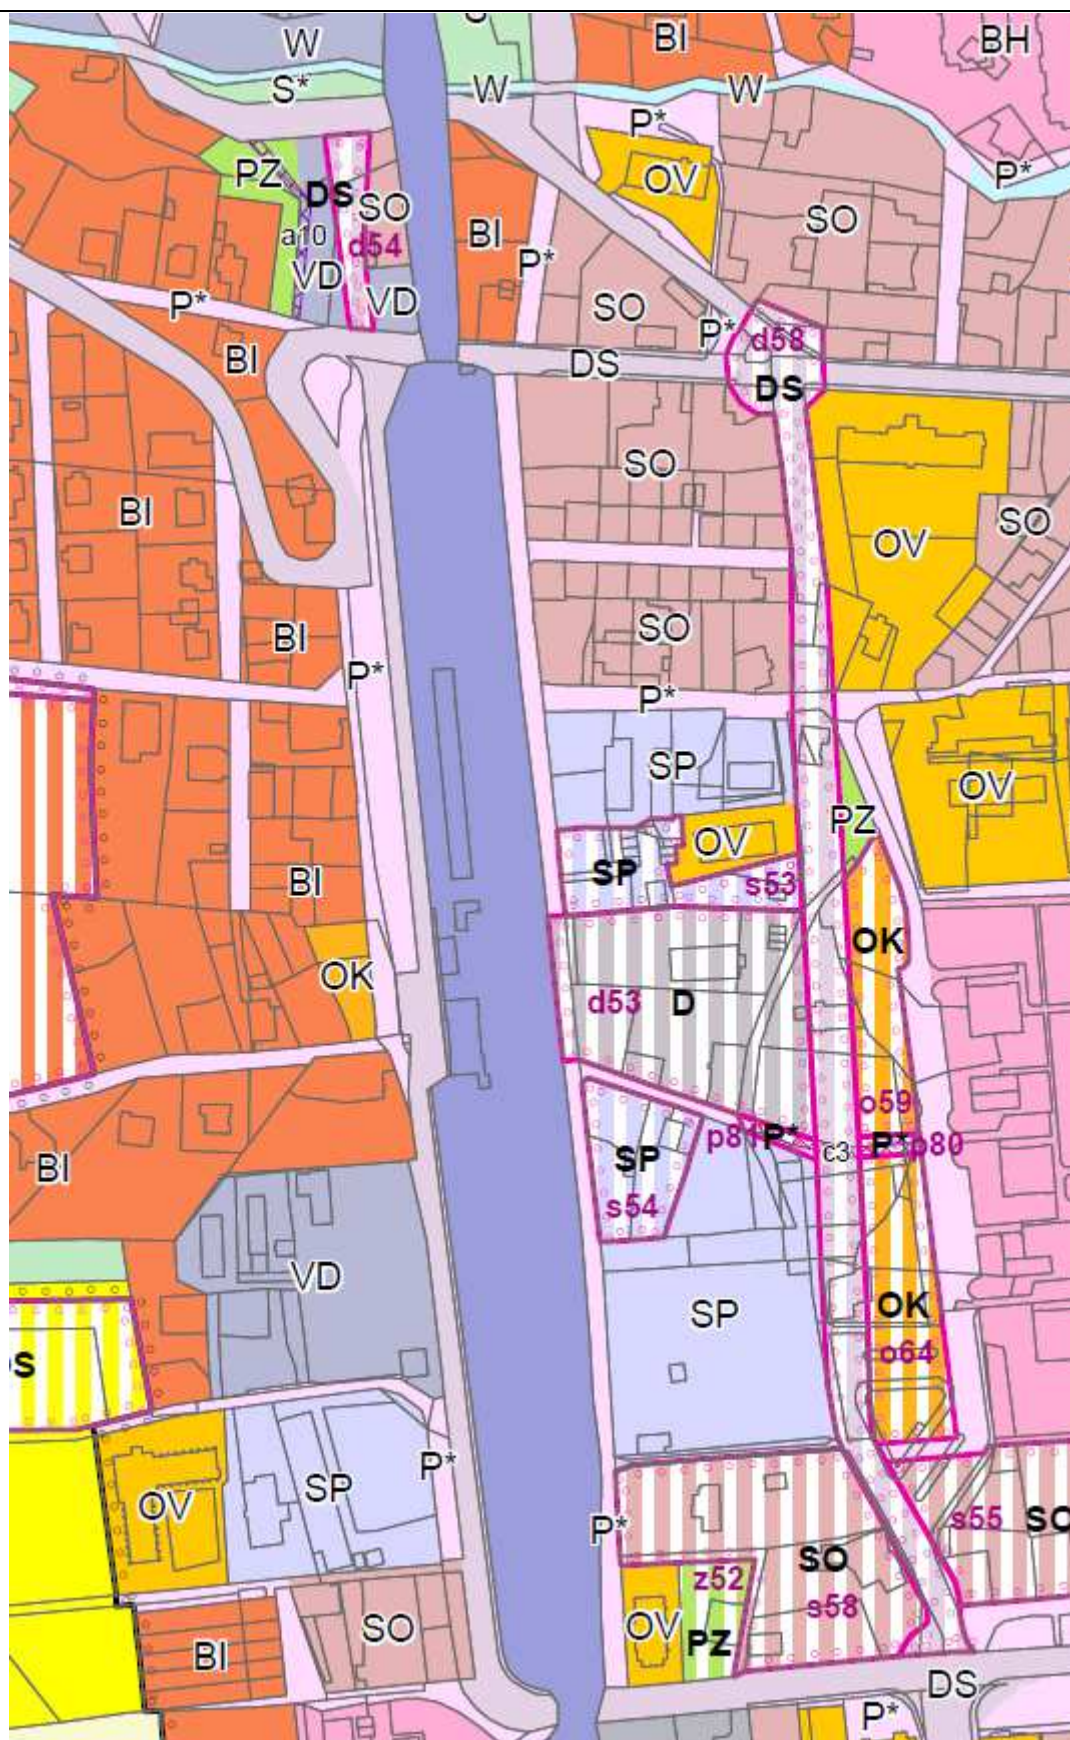 W
S
BI
BH
S*
W
W
P*
PZ
DS
SO
OV
P*
SO
a10
d54
BI
VD
P*
P*
VD
SO
P*
d58
BI
DS
DS
SO
BI
OV
SO
BI
SO
P*
P*
SP
OV
PZ
OV
SP
s53
BI
OK
OK
d53
D
o59
p81
P*
c3
P*
p80
BI
SP
s54
VD
OK
SP
o64
S
P*
OV
SP
P*
s55
SO
SO
z52
s58
BI
SO
OV
PZ
DS
P*